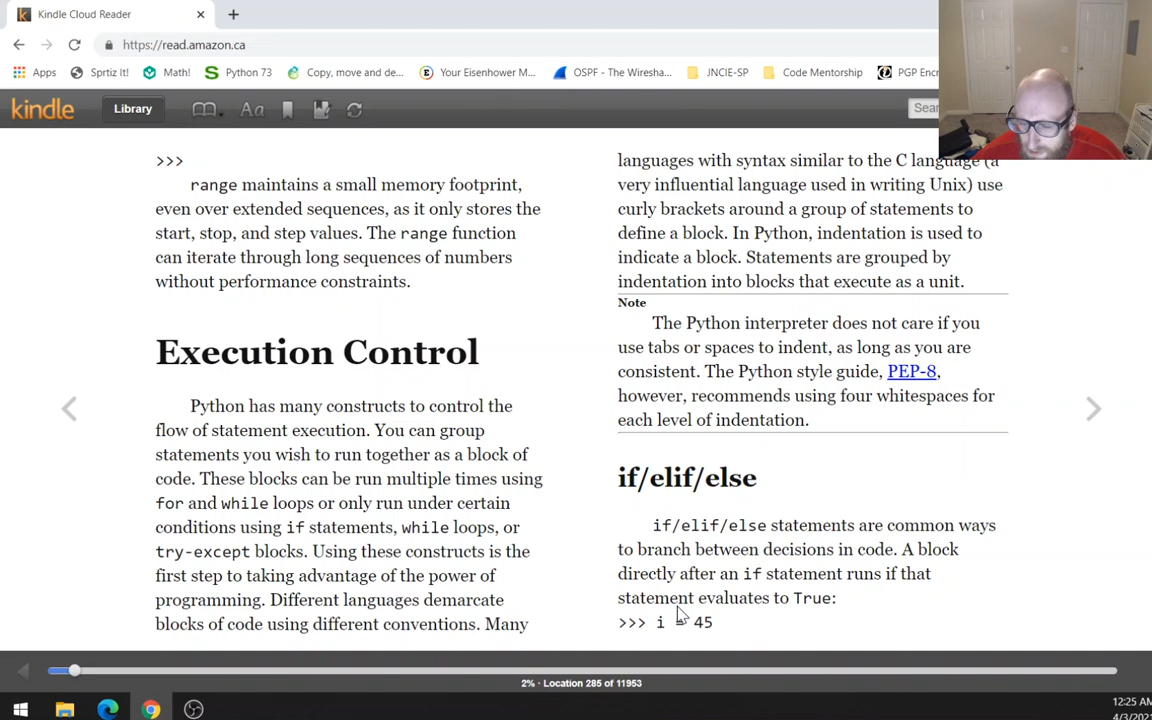 Kindle Cloud Reader
https://read.amazon.ca
Apps
Sprtiz It!
Math!
Python 73
Copy, move and de...
Your Eisenhower M...
OSPF - The Wiresha...
JNCIE-SP
Code Mentorship
PGP Encr
kindle
Library
Aa
Sear
>>>
range maintains a small memory footprint,
even over extended sequences, as it only stores the
start, stop, and step values. The range function
can iterate through long sequences of numbers
without performance constraints.
Execution Control
Python has many constructs to control the
flow of statement execution. You can group
statements you wish to run together as a block of
code. These blocks can be run multiple times using
for and while loops or only run under certain
conditions using if statements, while loops, or
try-except blocks. Using these constructs is the
first step to taking advantage of the power of
programming. Different languages demarcate
blocks of code using different conventions. Many
languages with syntax similar to the C language (a
very influential language used in writing Unix) use
curly brackets around a group of statements to
define a block. In Python, indentation is used to
indicate a block. Statements are grouped by
indentation into blocks that execute as a unit.
Note
The Python interpreter does not care if you
use tabs or spaces to indent, as long as you are
consistent. The Python style guide, PEP-8,
however, recommends using four whitespaces for
each level of indentation.
if/elif/else
if/elif/else statements are common ways
to branch between decisions in code. A block
directly after an if statement runs if that
statement evaluates to True:
>>> i = 45
2% · Location 285 of 11953
12:25 AM